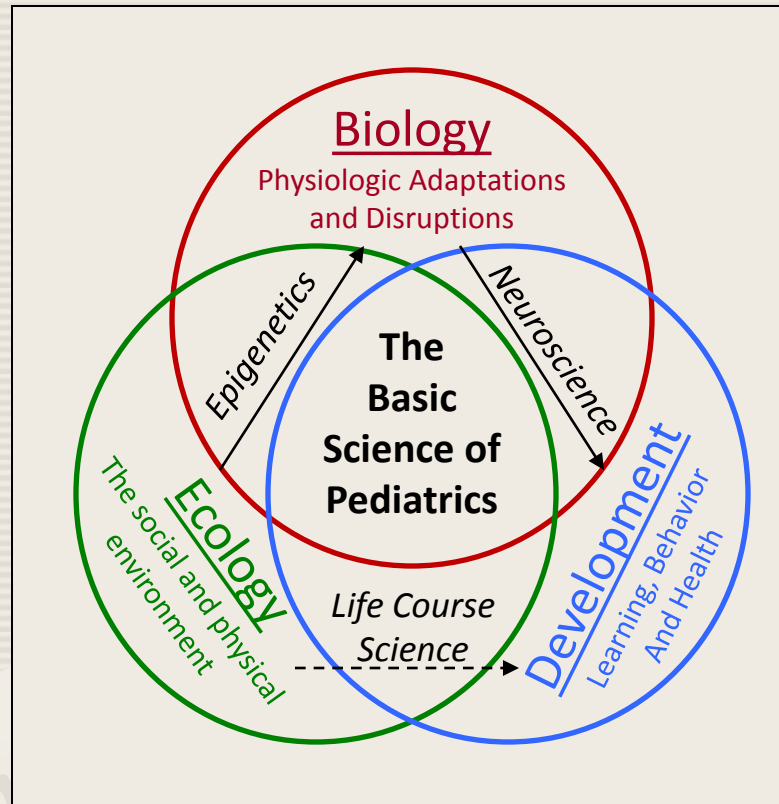 Biology
Physiologic Adaptations
and Disruptions
Epigenetics
Neuroscience
The
Basic
Science of
Pediatrics
Ecology
The social and physical
environment
Development
Learning, Behavior
And Health
Life Course
Science